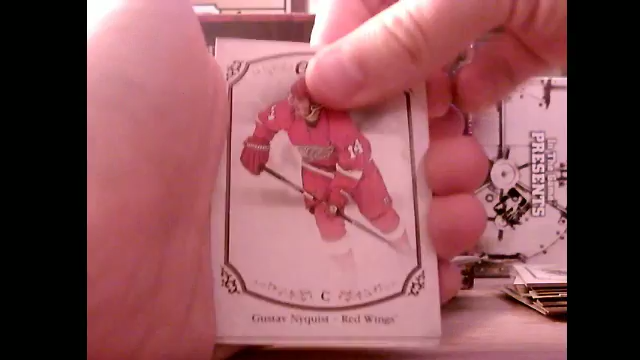 14
C
Gustav Nyquist - Red Wings
In The Game
PRESENTS